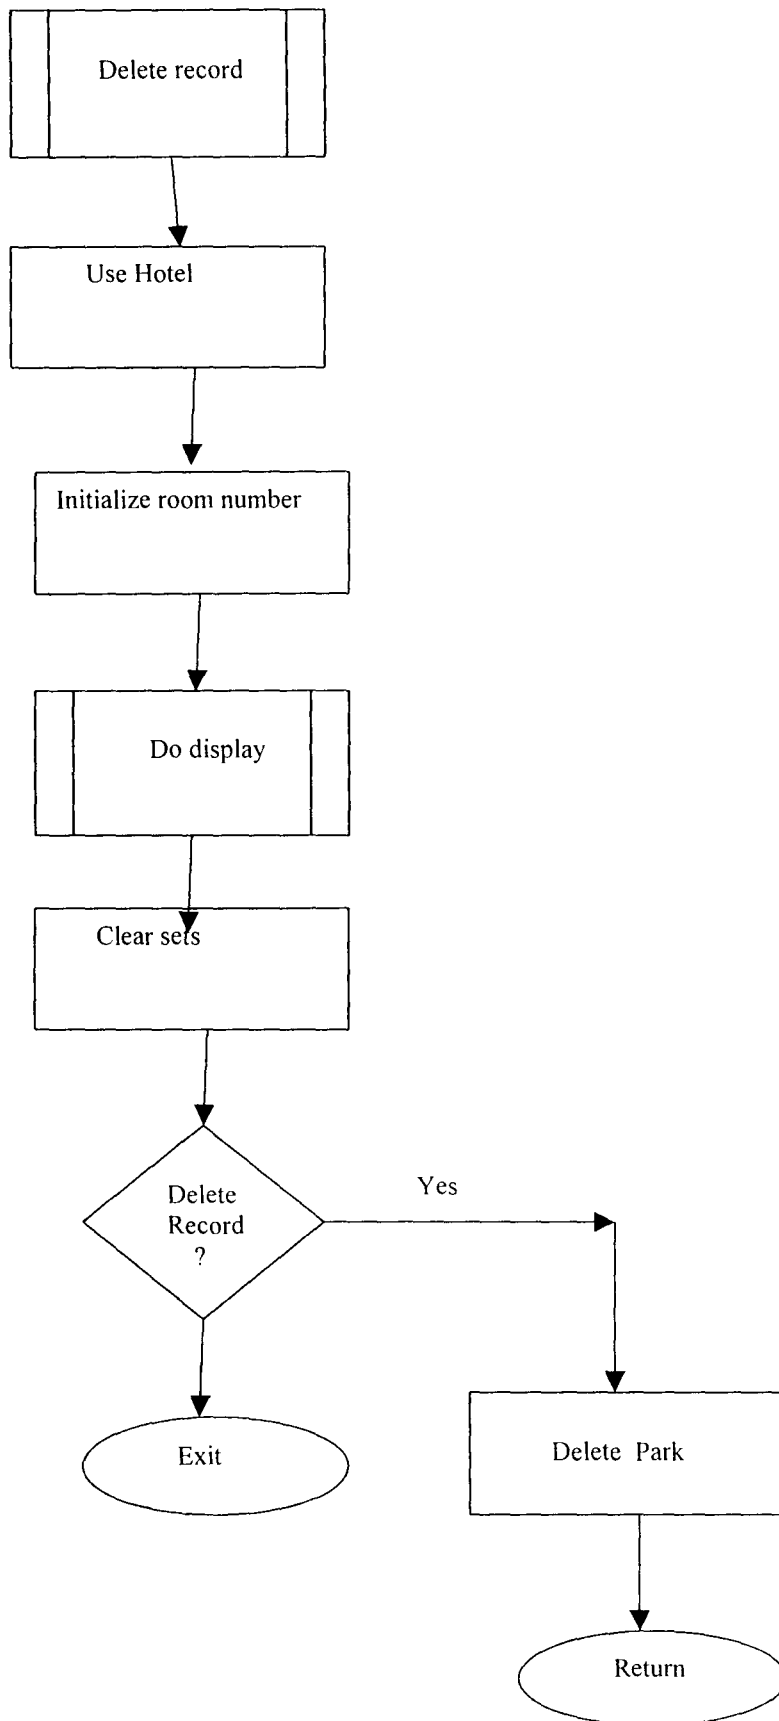 Delete record
Use Hotel
Initialize room number
Do display
Clear sets
Delete
Record
?
Yes
Exit
Delete Park
Return